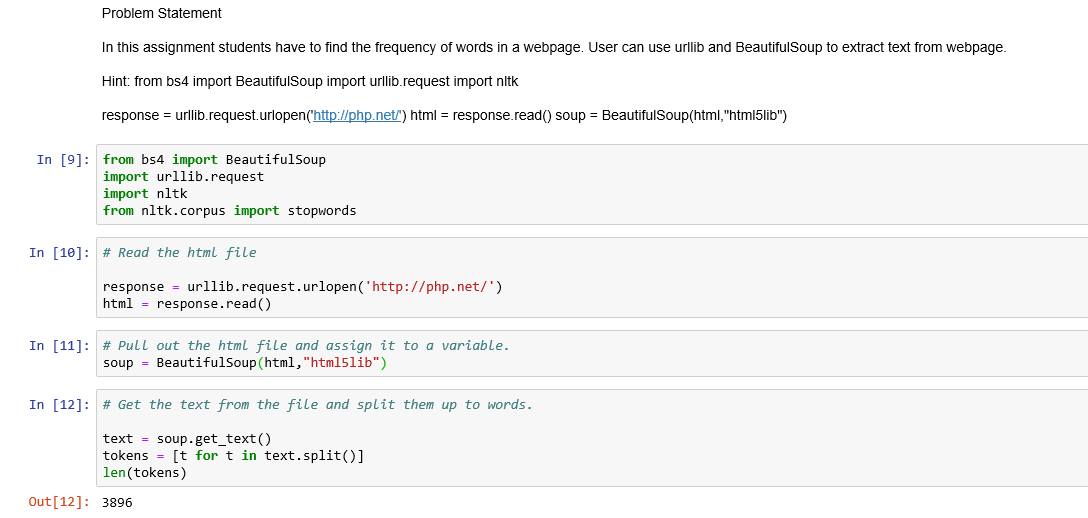 Problem Statement
In this assignment students have to find the frequency of words in a webpage. User can use urllib and BeautifulSoup to extract text from webpage.
Hint: from bs4 import BeautifulSoup import urllib.request import nltk
response = urllib.request.urlopen('http://php.net/') html = response.read() soup = BeautifulSoup(html,"html5lib")
In [9]: from bs4 import BeautifulSoup
import urllib.request
import nltk
from nltk.corpus import stopwords
In [10]: # Read the html file
response = urllib.request.urlopen('http://php.net/')
html = response.read()
In [11]: # Pull out the html file and assign it to a variable.
soup = BeautifulSoup(html,"html5lib")
In [12]: # Get the text from the file and split them up to words.
text = soup.get_text()
tokens = [t for t in text.split()]
len(tokens)
Out[12]: 3896